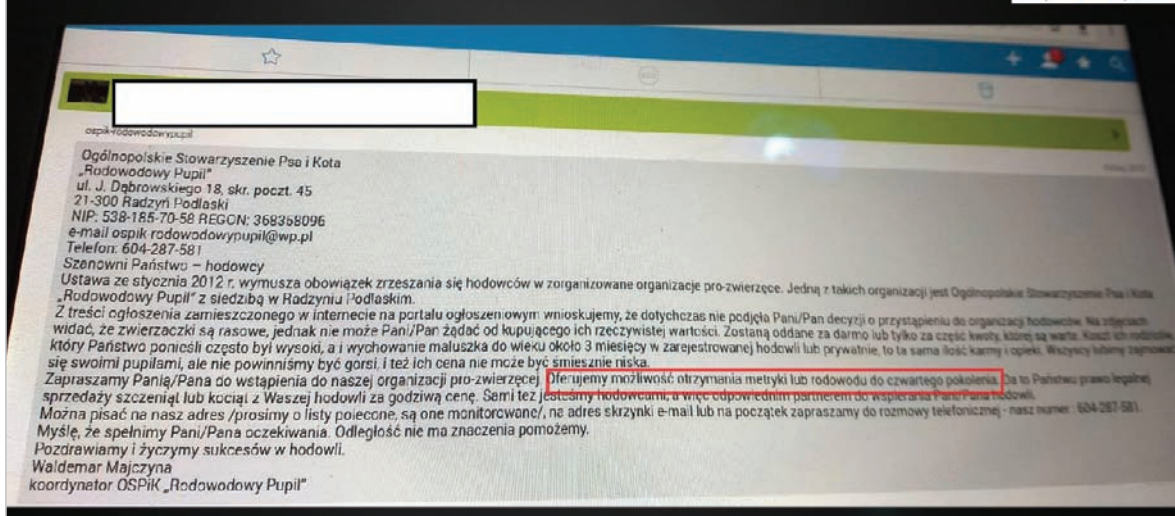 ospik-rodowodowypupil
Ogólnopolskie Stowarzyszenie Psa i Kota
„Rodowodowy Pupil"
ul. J. Dąbrowskiego 18, skr. poczt. 45
21-300 Radzyń Podlaski
NIP: 538-185-70-58 REGON: 368358096
e-mail ospik-rodowodowypupil@wp.pl
Telefon: 604-287-581
Szanowni Państwo – hodowcy
Ustawa ze stycznia 2012 r. wymusza obowiązek zrzeszania się hodowców w zorganizowane organizacje pro-zwierzęce. Jedną z takich organizacji jest Ogólnopolskie Stowarzyszenie Psa i Kota
„Rodowodowy Pupil" z siedzibą w Radzyniu Podlaskim.
Z treści ogłoszenia zamieszczonego w internecie na portalu ogłoszeniowym wnioskujemy, że dotychczas nie podjęła Pani/Pan decyzji o przystąpieniu do organizacji hodowców. Na zdjęciach
widać, że zwierzaczki są rasowe, jednak nie może Pani/Pan żądać od kupującego ich rzeczywistej wartości. Zostaną oddane za darmo lub tylko za część kwoty, której są warte. Koszt ich
który Państwo ponieśli często był wysoki, a i wychowanie maluszka do wieku około 3 miesięcy w zarejestrowanej hodowli lub prywatnie, to ta sama ilość karmy i opieki. Wszyscy lubimy
się swoimi pupilami, ale nie powinniśmy być gorsi, i też ich cena nie może być śmiesznie niska.
Zapraszamy Panią/Pana do wstąpienia do naszej organizacji pro-zwierzęcej. Oferujemy możliwość otrzymania metryki lub rodowodu do czwartego pokolenia. Da to Państwu prawo legalnej
sprzedaży szczeniąt lub kociąt z Waszej hodowli za godziwą cenę. Sami też jesteśmy hodowcami, a więc odpowiednim partnerem do wspierania Pani/Pana hodowli.
Można pisać na nasz adres /prosimy o listy polecone, są one monitorowane/, na adres skrzynki e-mail lub na początek zapraszamy do rozmowy telefonicznej - nasz numer : 604-287-581.
Myślę, że spełnimy Pani/Pana oczekiwania. Odległość nie ma znaczenia pomożemy.
Pozdrawiamy i życzymy sukcesów w hodowli.
Waldemar Majczyna
koordynator OSPiK „Rodowodowy Pupil"